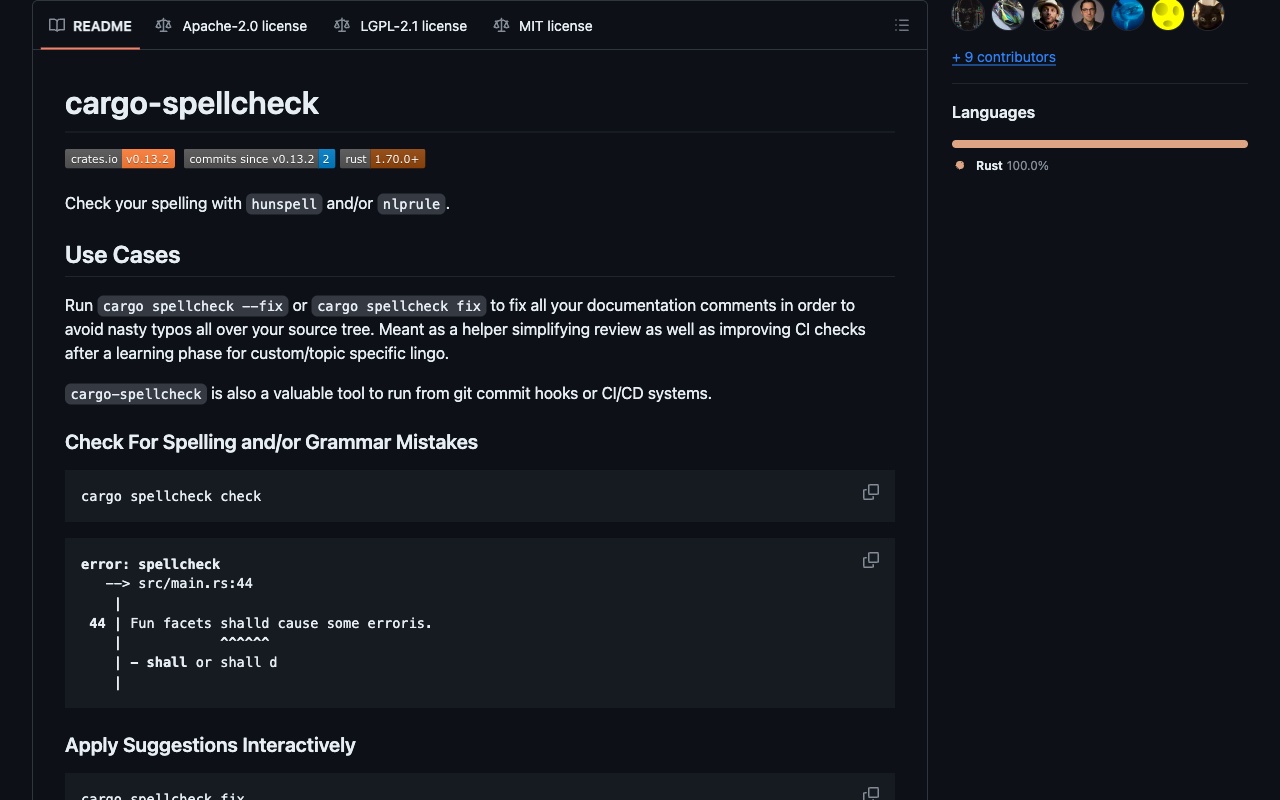 README Apache-2.0 license LGPL-2.1 license MIT license
cargo-spellcheck
crates.io v0.13.2 commits since v0.13.2 2 rust 1.70.0+
Check your spelling with hunspell and/or nlprule.
Use Cases
Run cargo spellcheck --fix or cargo spellcheck fix to fix all your documentation comments in order to
avoid nasty typos all over your source tree. Meant as a helper simplifying review as well as improving CI checks
after a learning phase for custom/topic specific lingo.
cargo-spellcheck is also a valuable tool to run from git commit hooks or CI/CD systems.
Check For Spelling and/or Grammar Mistakes
cargo spellcheck check
error: spellcheck
   --> src/main.rs:44
    |
 44 | Fun facets shalld cause some erroris.
    |            ^^^^^^
    | - shall or shall d
    |
Apply Suggestions Interactively
cargo spellcheck fix
+ 9 contributors
Languages
Rust 100.0%